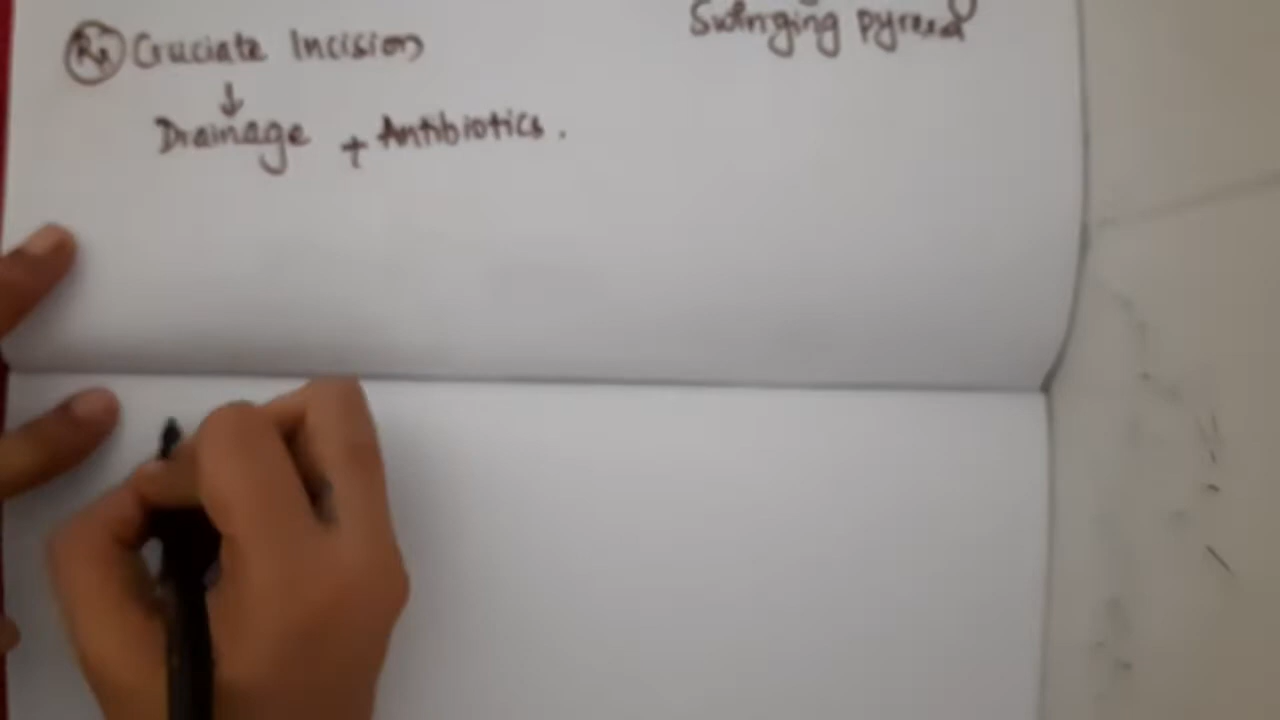 Swinging pyrexia
Rx Cruciate Incision
↓
Drainage + Antibiotics.